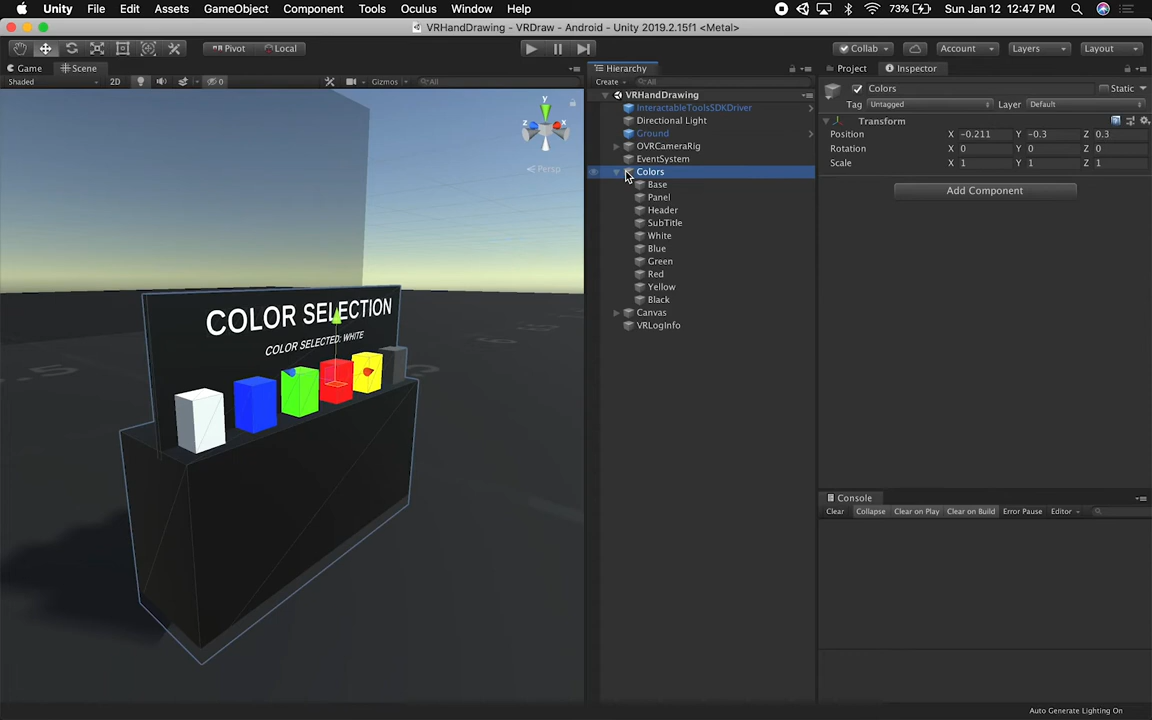 Unity File Edit Assets GameObject Component Tools Oculus Window Help 73% Sun Jan 12 12:47 PM
VRHandDrawing - VRDraw - Android - Unity 2019.2.15f1 <Metal>
Pivot Local Collab Account Layers Layout
Game Scene Hierarchy Project Inspector
Shaded 2D 0 Gizmos All Create All
VRHandDrawing
InteractableToolsSDKDriver
Directional Light
Ground
OVRCameraRig
EventSystem
Colors
Base
Panel
Header
SubTitle
White
Blue
Green
Red
Yellow
Black
Canvas
VRLogInfo
y
z x
Persp
COLOR SELECTION
COLOR SELECTED: WHITE
Colors Static
Tag Untagged Layer Default
Transform
Position X -0.211 Y -0.3 Z 0.3
Rotation X 0 Y 0 Z 0
Scale X 1 Y 1 Z 1
Add Component
Console
Clear Collapse Clear on Play Clear on Build Error Pause Editor
Auto Generate Lighting On